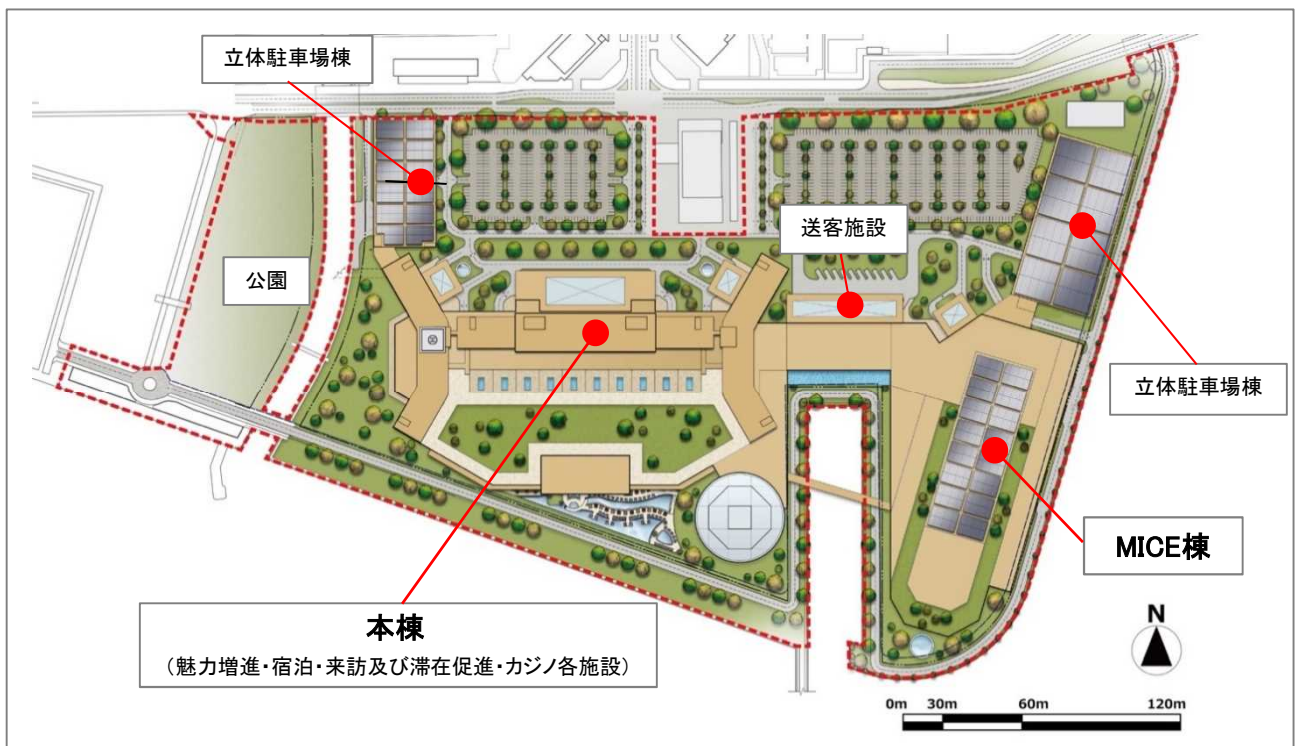 立体駐車場棟
送客施設
公園
立体駐車場棟
MICE棟
本棟
(魅力増進・宿泊・来訪及び滞在促進・カジノ各施設)
N
0m 30m 60m 120m